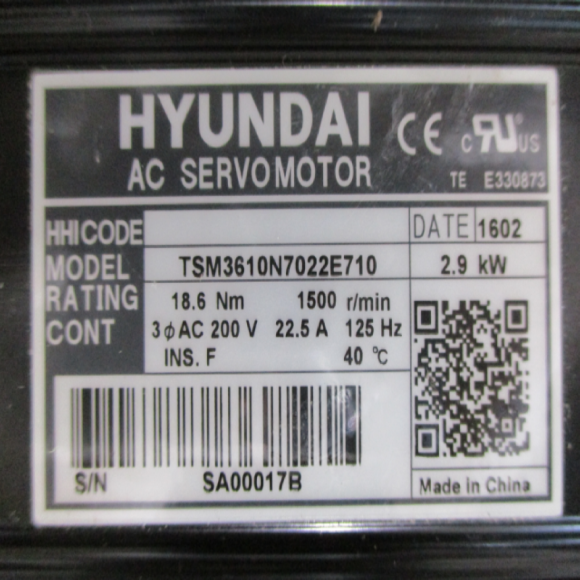 HYUNDAI CE c RU US
AC SERVOMOTOR TE E330873
HHI CODE DATE 1602
MODEL TSM3610N7022E710 2.9 kW
RATING 18.6 Nm 1500 r/min
CONT 3φAC 200 V 22.5 A 125 Hz
INS. F 40 ℃
S/N SA00017B
Made in China